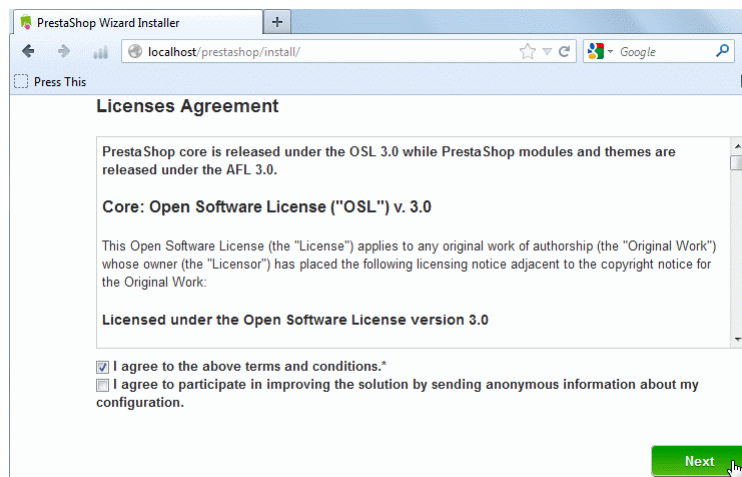 PrestaShop Wizard Installer
localhost/prestashop/install/
Google
Press This
Licenses Agreement
PrestaShop core is released under the OSL 3.0 while PrestaShop modules and themes are
released under the AFL 3.0.
Core: Open Software License ("OSL") v. 3.0
This Open Software License (the "License") applies to any original work of authorship (the "Original Work")
whose owner (the "Licensor") has placed the following licensing notice adjacent to the copyright notice for
the Original Work:
Licensed under the Open Software License version 3.0
I agree to the above terms and conditions.*
I agree to participate in improving the solution by sending anonymous information about my
configuration.
Next